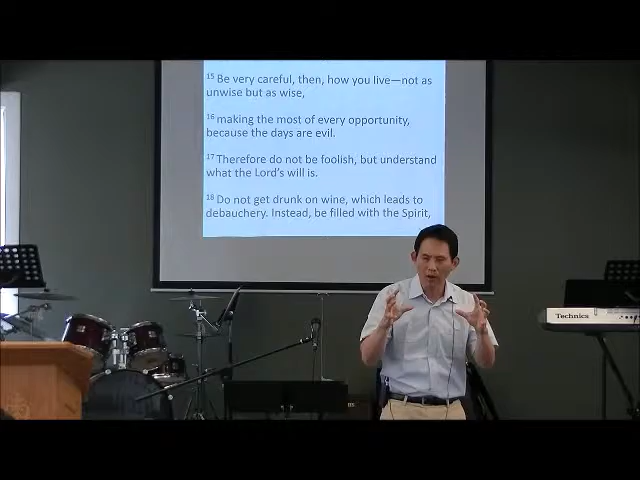 15 Be very careful, then, how you live—not as
unwise but as wise,
16 making the most of every opportunity,
because the days are evil.
17 Therefore do not be foolish, but understand
what the Lord's will is.
18 Do not get drunk on wine, which leads to
debauchery. Instead, be filled with the Spirit,
Technics